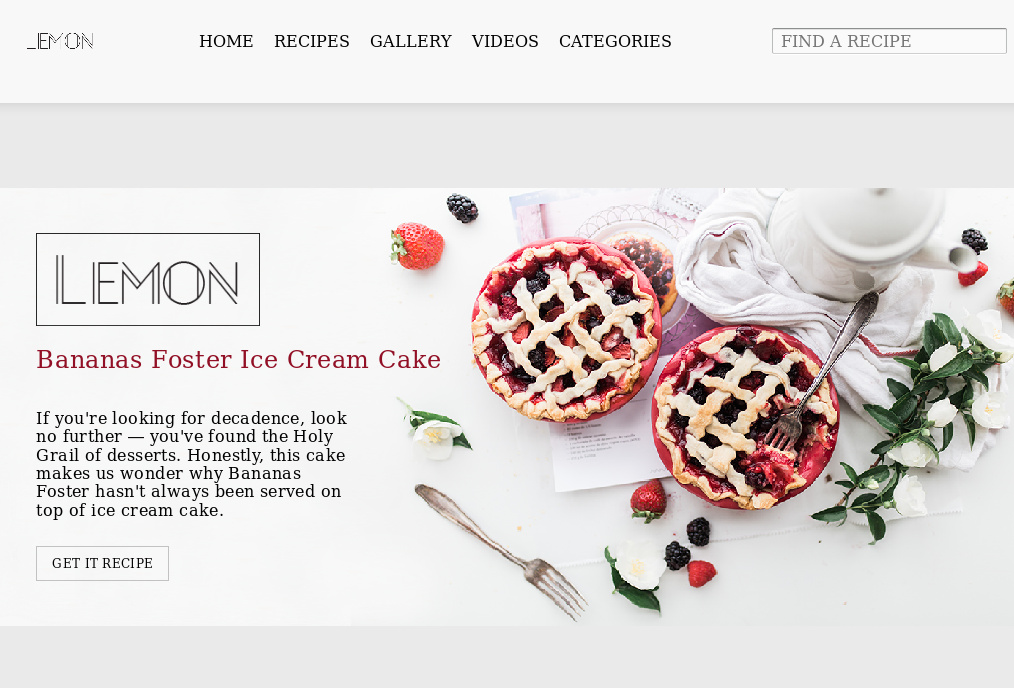 LEMON
HOME RECIPES GALLERY VIDEOS CATEGORIES
FIND A RECIPE
LEMON
Bananas Foster Ice Cream Cake
If you're looking for decadence, look
no further — you've found the Holy
Grail of desserts. Honestly, this cake
makes us wonder why Bananas
Foster hasn't always been served on
top of ice cream cake.
GET IT RECIPE